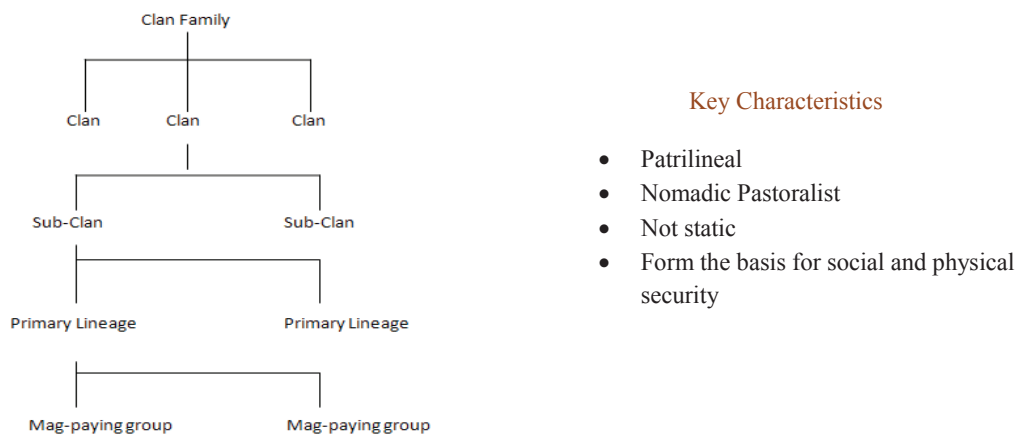 Clan Family
Clan Clan Clan
Sub-Clan Sub-Clan
Primary Lineage Primary Lineage
Mag-paying group Mag-paying group
Key Characteristics
• Patrilineal
• Nomadic Pastoralist
• Not static
• Form the basis for social and physical
security